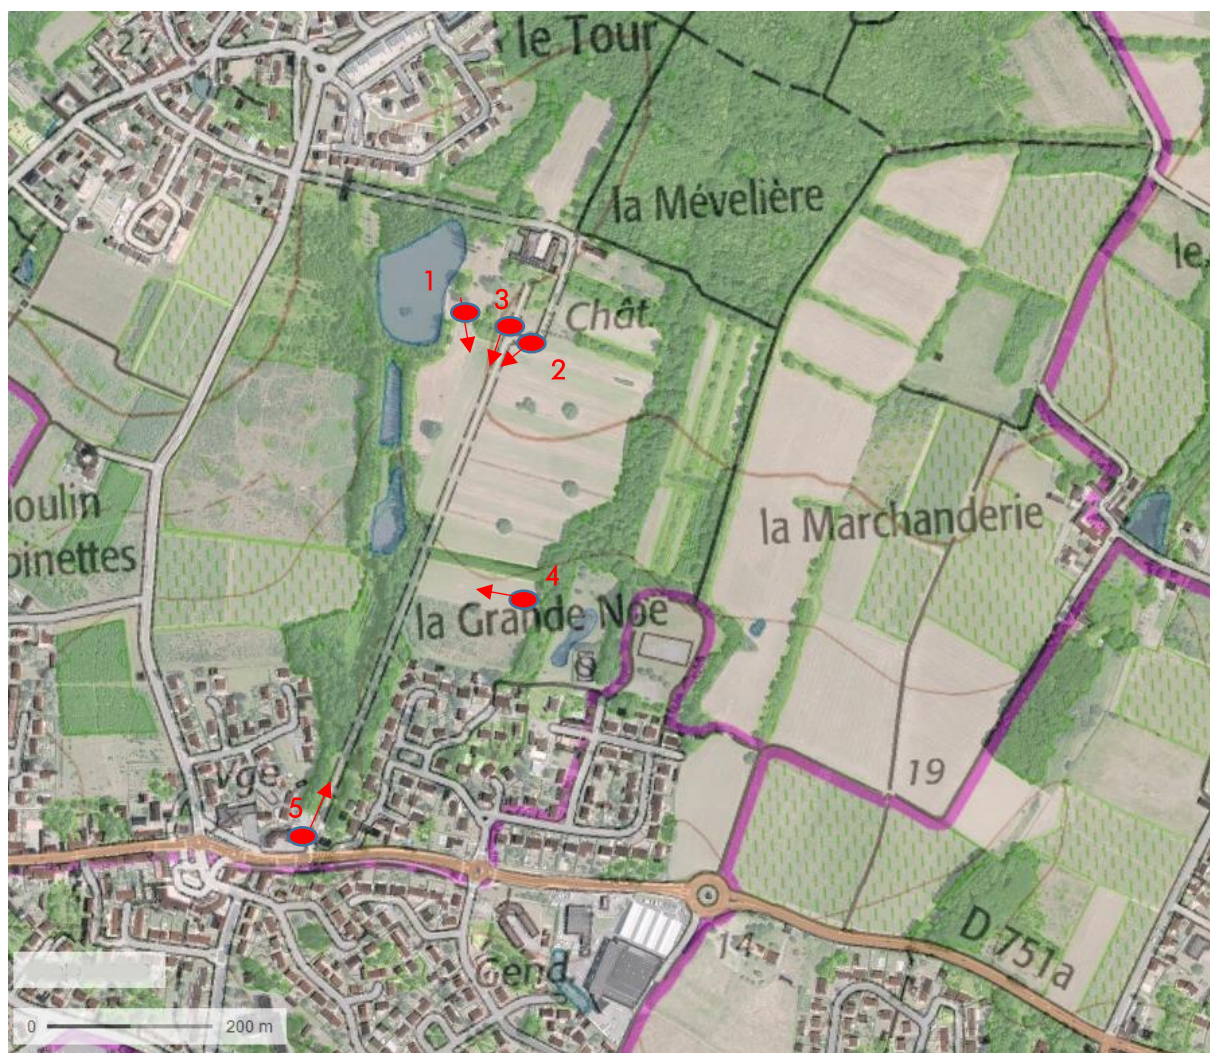 27
le Tour
la Mévelière
le
1
3
Chât.
2
oulin
pinettes
la Marchanderie
4
la Grande Noë
Vge
5
19
D 751a
14
Gend.
0 200 m